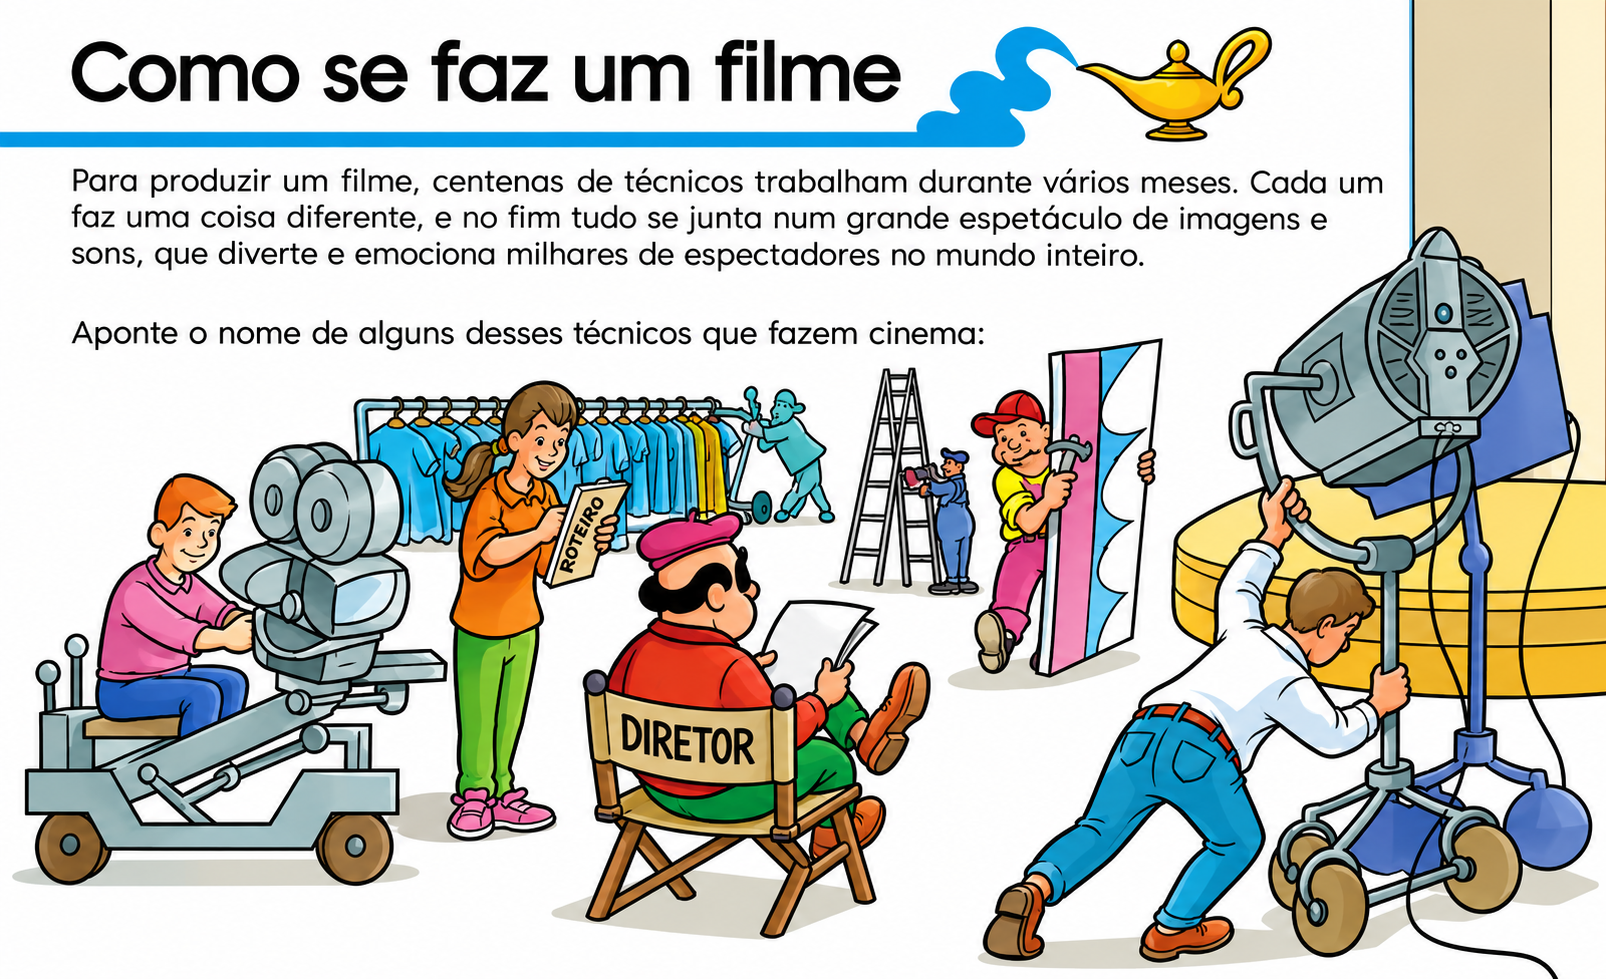 Como se faz um filme
Para produzir um filme, centenas de técnicos trabalham durante vários meses. Cada um
faz uma coisa diferente, e no fim tudo se junta num grande espetáculo de imagens e
sons, que diverte e emociona milhares de espectadores no mundo inteiro.
Aponte o nome de alguns desses técnicos que fazem cinema:
ROTEIRO
DIRETOR